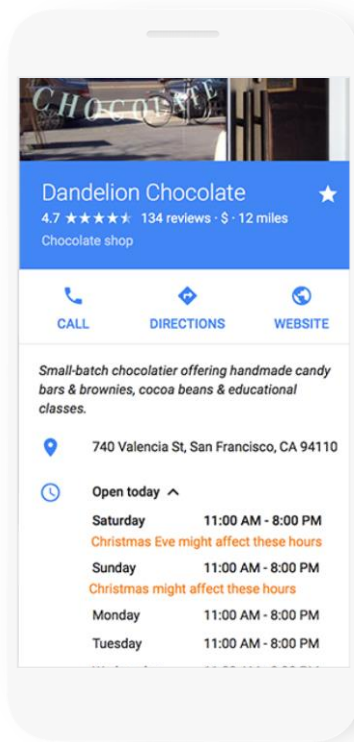 CHOCOLATE
Dandelion Chocolate
4.7 ★★★★★ 134 reviews · $ · 12 miles
Chocolate shop
CALL DIRECTIONS WEBSITE
Small-batch chocolatier offering handmade candy
bars & brownies, cocoa beans & educational
classes.
740 Valencia St, San Francisco, CA 94110
Open today
Saturday 11:00 AM - 8:00 PM
Christmas Eve might affect these hours
Sunday 11:00 AM - 8:00 PM
Christmas might affect these hours
Monday 11:00 AM - 8:00 PM
Tuesday 11:00 AM - 8:00 PM